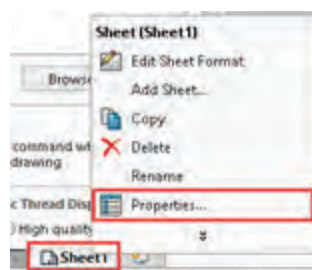 Sheet (Sheet1)
Edit Sheet Format
Browse
Add Sheet...
Copy
command
Delete
drawing
Rename
c Thread Disp
Properties...
High quality
Sheet1